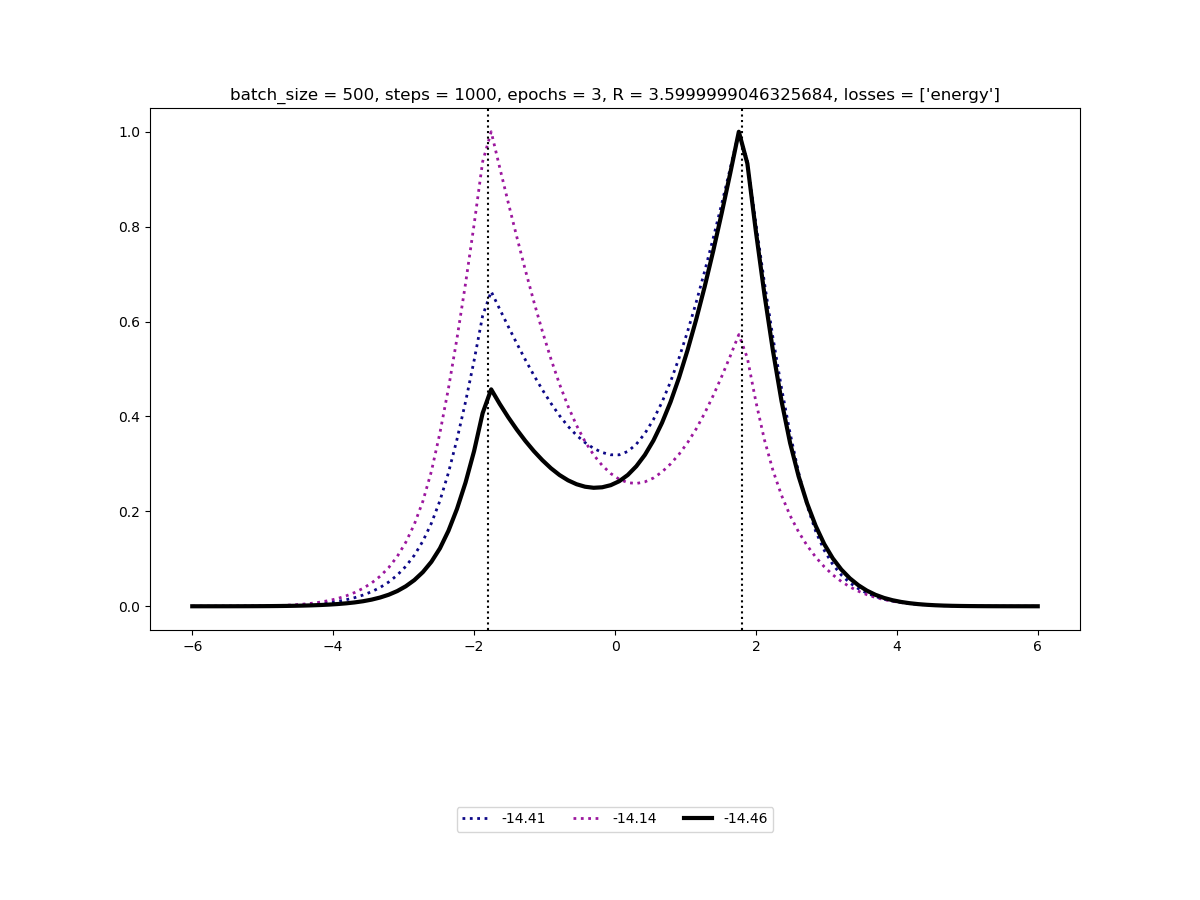 batch_size = 500, steps = 1000, epochs = 3, R = 3.5999999046325684, losses = ['energy']
1.0
0.8
0.6
0.4
0.2
0.0
−6 −4 −2 0 2 4 6
-14.41 -14.14 -14.46